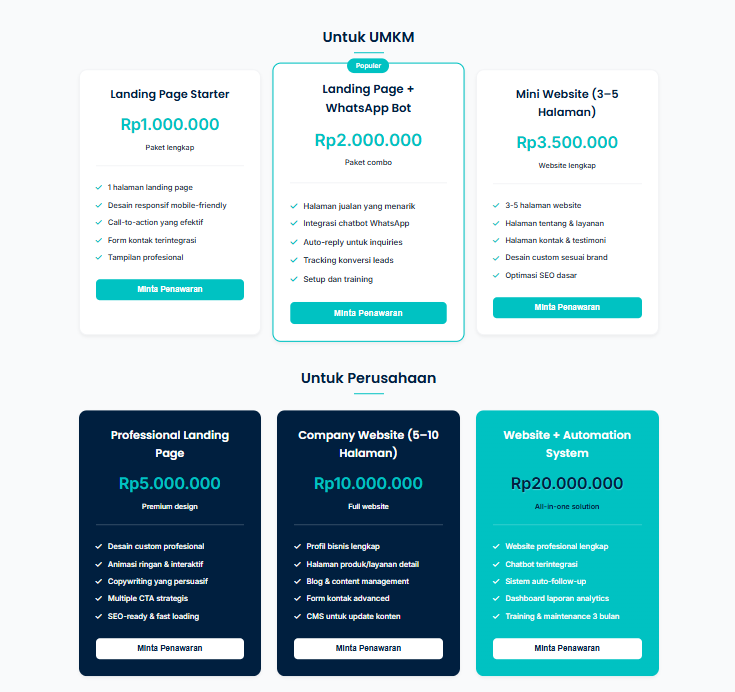 Untuk UMKM
Landing Page Starter
Rp1.000.000
Paket lengkap
1 halaman landing page
Desain responsif mobile-friendly
Call-to-action yang efektif
Form kontak terintegrasi
Tampilan profesional
Minta Penawaran
Populer
Landing Page +
WhatsApp Bot
Rp2.000.000
Paket combo
Halaman jualan yang menarik
Integrasi chatbot WhatsApp
Auto-reply untuk inquiries
Tracking konversi leads
Setup dan training
Minta Penawaran
Mini Website (3–5
Halaman)
Rp3.500.000
Website lengkap
3-5 halaman website
Halaman tentang & layanan
Halaman kontak & testimoni
Desain custom sesuai brand
Optimasi SEO dasar
Minta Penawaran
Untuk Perusahaan
Professional Landing
Page
Rp5.000.000
Premium design
Desain custom profesional
Animasi ringan & interaktif
Copywriting yang persuasif
Multiple CTA strategis
SEO-ready & fast loading
Minta Penawaran
Company Website (5–10
Halaman)
Rp10.000.000
Full website
Profil bisnis lengkap
Halaman produk/layanan detail
Blog & content management
Form kontak advanced
CMS untuk update konten
Minta Penawaran
Website + Automation
System
Rp20.000.000
All-in-one solution
Website profesional lengkap
Chatbot terintegrasi
Sistem auto-follow-up
Dashboard laporan analytics
Training & maintenance 3 bulan
Minta Penawaran